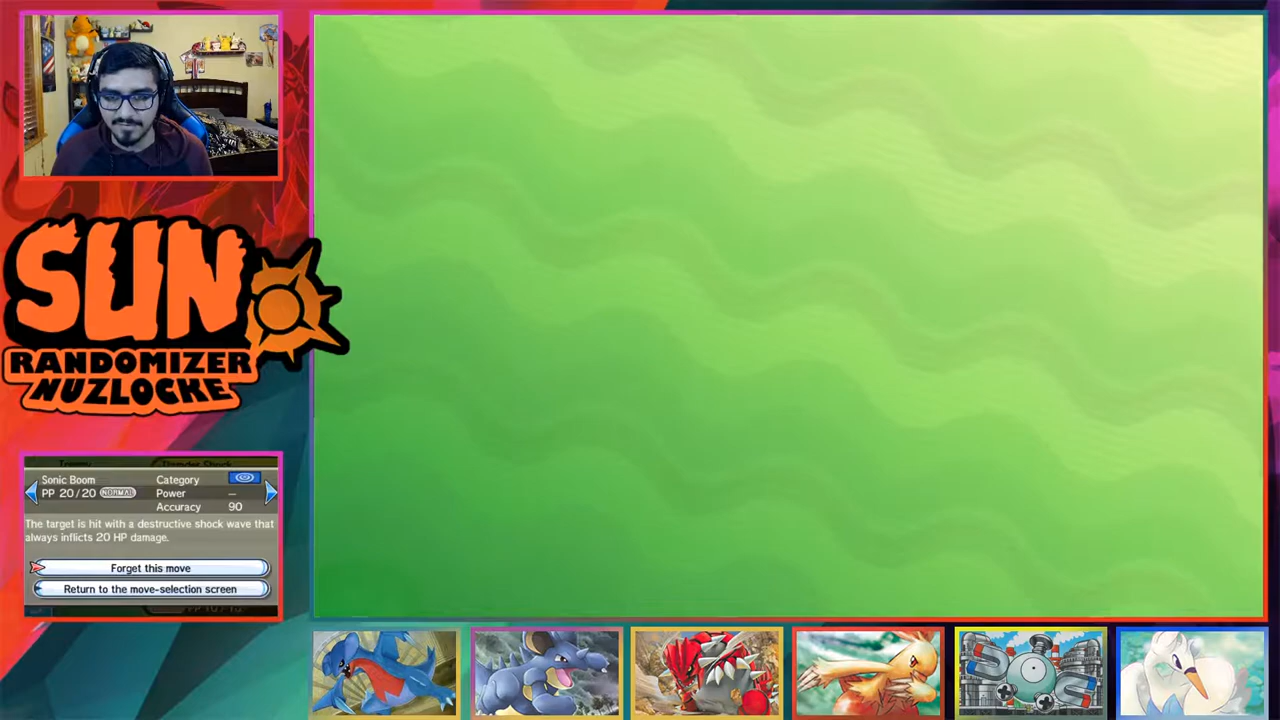 SUN
RANDOMIZER
NUZLOCKE
Sonic Boom Category
PP 20/20 NORMAL Power —
Accuracy 90
The target is hit with a destructive shock wave that
always inflicts 20 HP damage.
Forget this move
Return to the move-selection screen